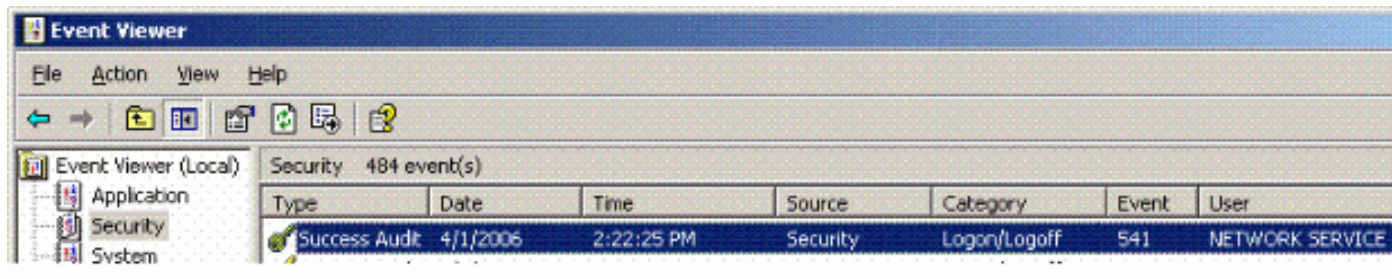 Event Viewer
File Action View Help
Event Viewer (Local) Security 484 event(s)
Application
Type Date Time Source Category Event User
Security
Success Audit 4/1/2006 2:22:25 PM Security Logon/Logoff 541 NETWORK SERVICE
System